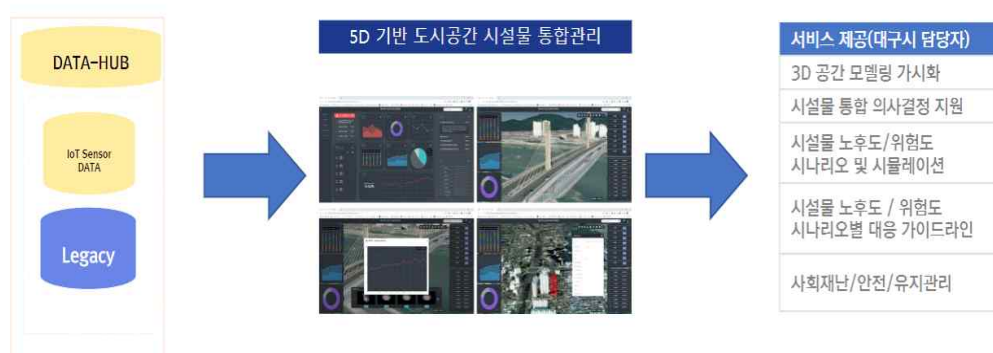 DATA-HUB
IoT Sensor
DATA
Legacy
5D 기반 도시공간 시설물 통합관리
서비스 제공(대구시 담당자)
3D 공간 모델링 가시화
시설물 통합 의사결정 지원
시설물 노후도/위험도
시나리오 및 시뮬레이션
시설물 노후도 / 위험도
시나리오별 대응 가이드라인
사회재난/안전/유지관리